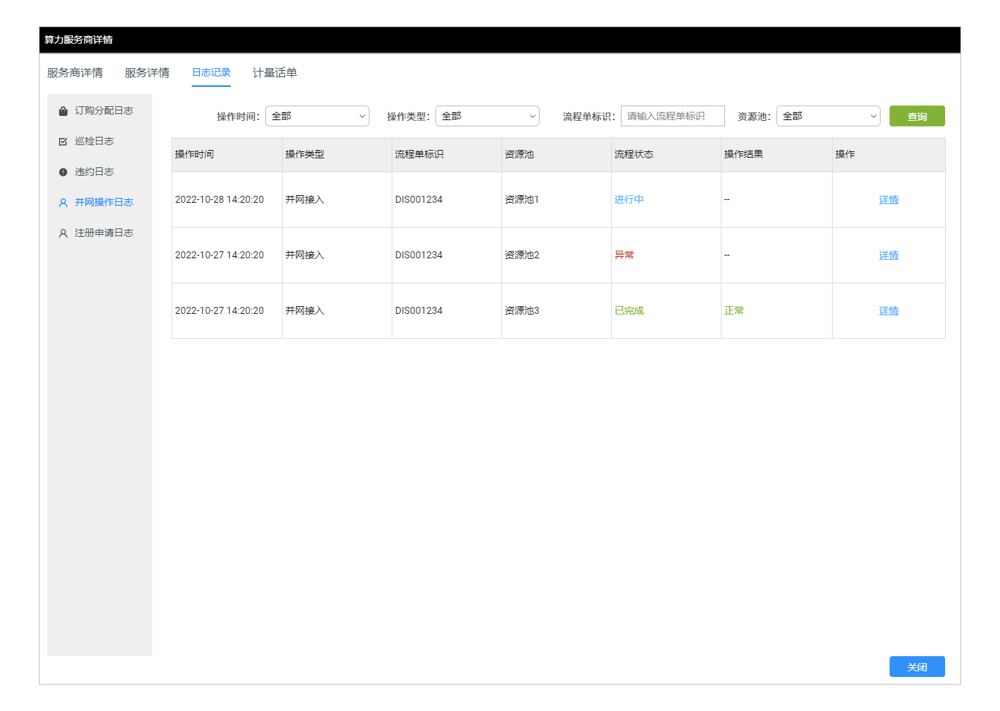 算力服务商详情
服务商详情 服务详情 日志记录 计量话单
订购分配日志
巡检日志
违约日志
并网操作日志
注册申请日志
操作时间： 全部 操作类型： 全部 流程单标识： 请输入流程单标识 资源池： 全部 查询
操作时间 操作类型 流程单标识 资源池 流程状态 操作结果 操作
2022-10-28 14:20:20 并网接入 DIS001234 资源池1 进行中 -- 详情
2022-10-27 14:20:20 并网接入 DIS001234 资源池2 异常 -- 详情
2022-10-27 14:20:20 并网接入 DIS001234 资源池3 已完成 正常 详情
关闭